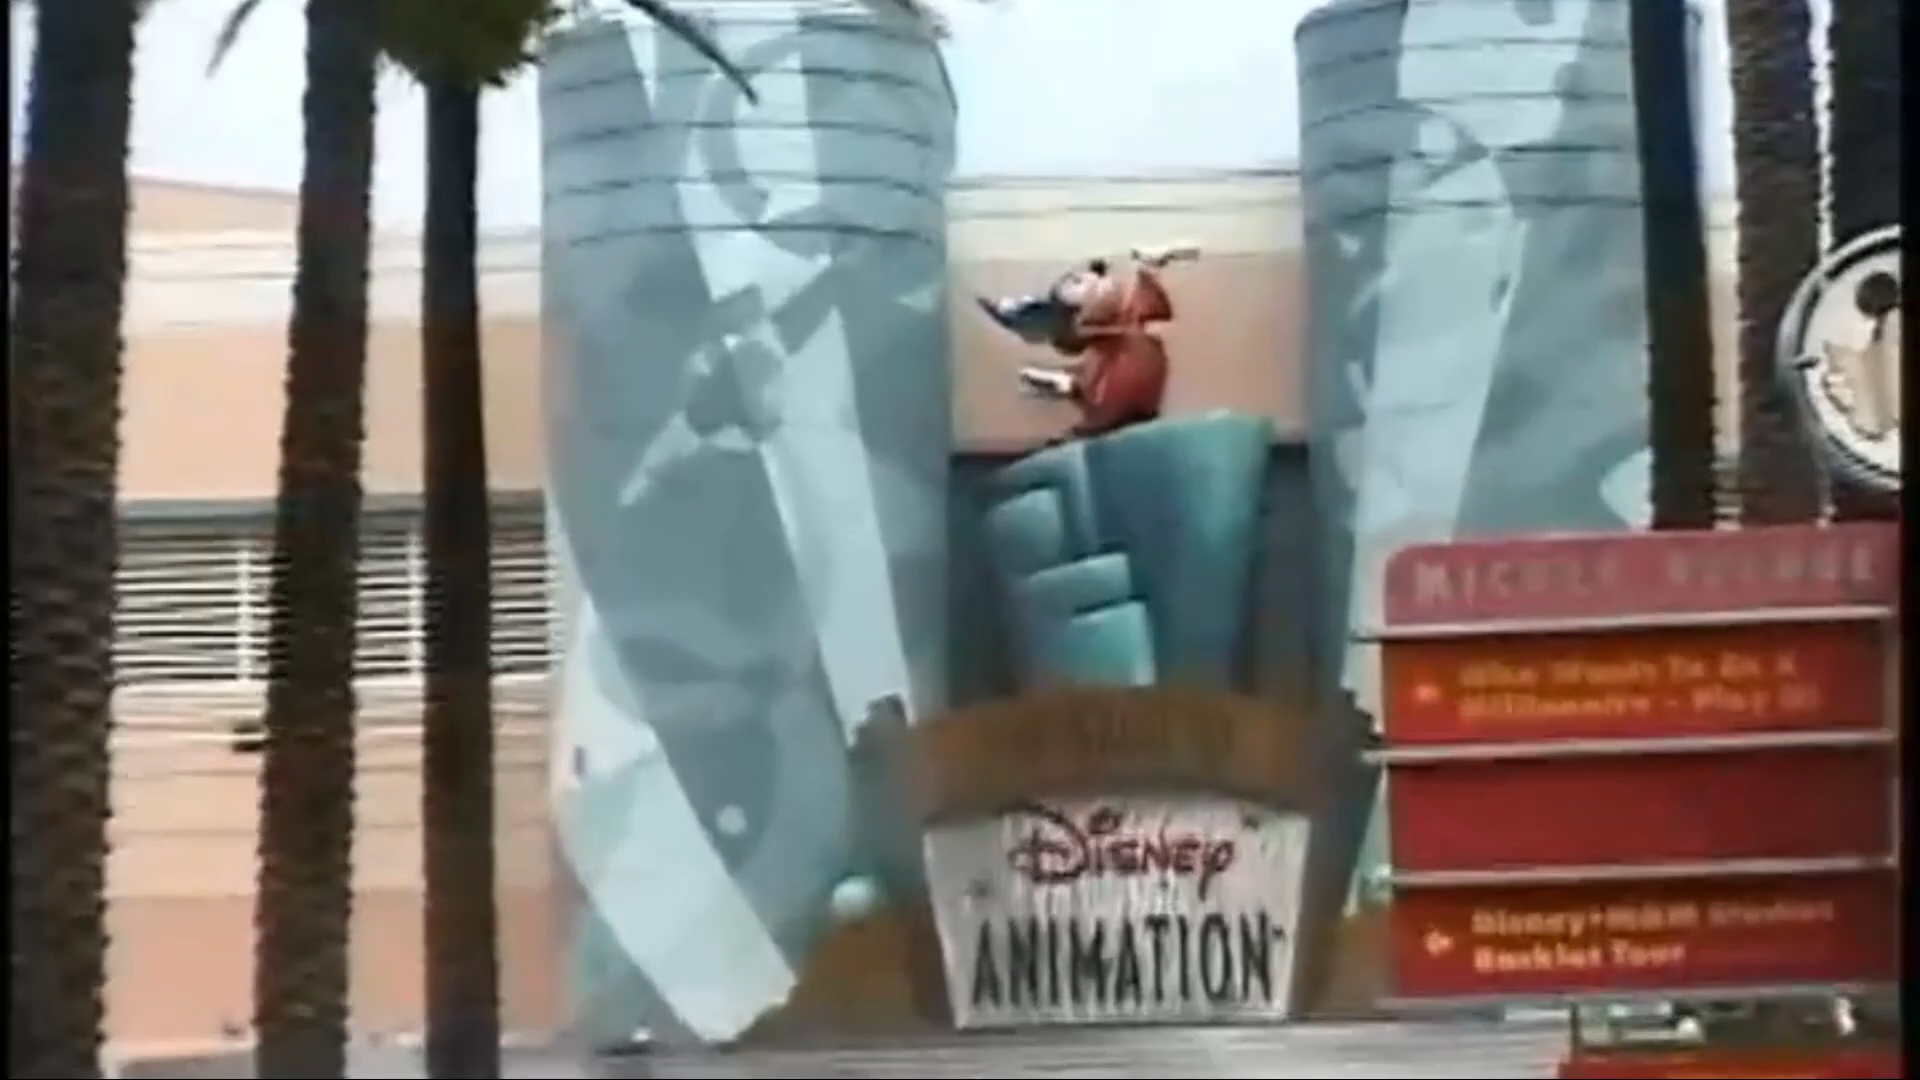 Disney
ANIMATION
MICKEY AVENUE
Who Wants To Be A
Millionaire - Play It!
Disney•MGM Studios
Backlot Tour